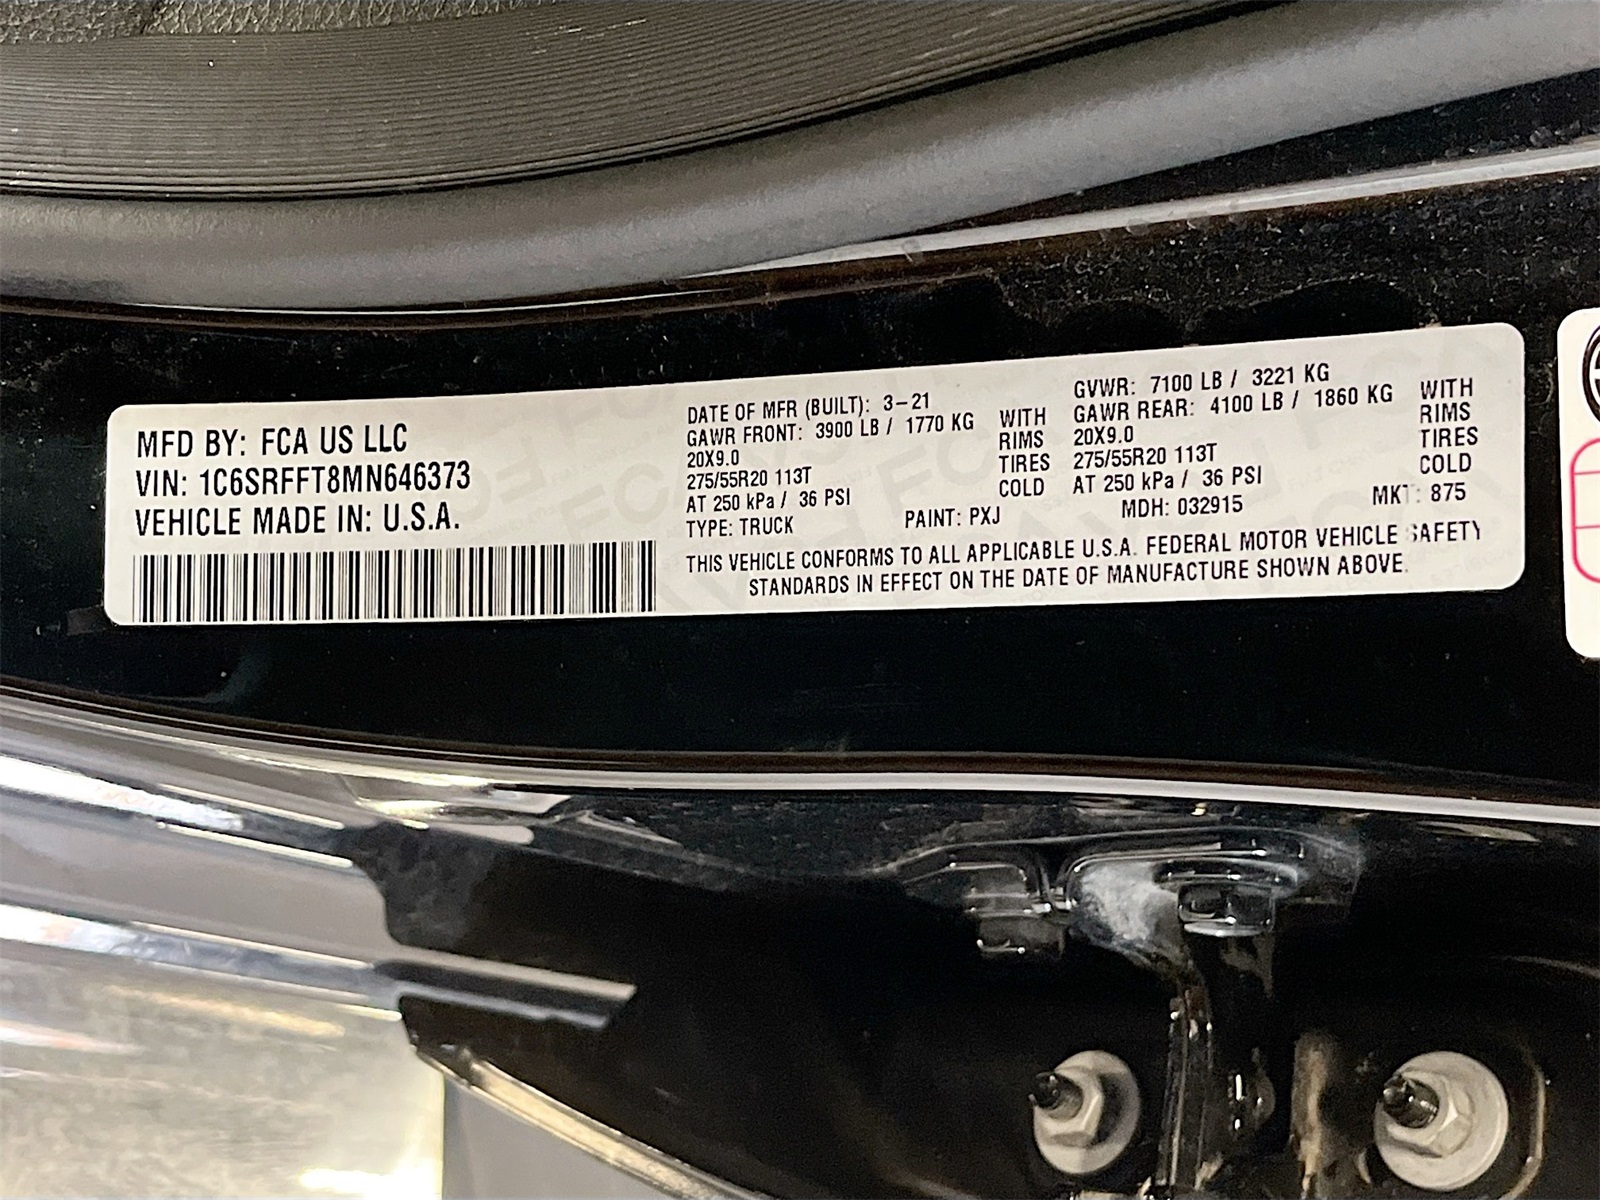 MFD BY: FCA US LLC
VIN: 1C6SRFFT8MN646373
VEHICLE MADE IN: U.S.A.
DATE OF MFR (BUILT): 3-21
GAWR FRONT: 3900 LB / 1770 KG WITH
20X9.0 RIMS
275/55R20 113T TIRES
AT 250 kPa / 36 PSI COLD
TYPE: TRUCK PAINT: PXJ
GVWR: 7100 LB / 3221 KG
GAWR REAR: 4100 LB / 1860 KG WITH
20X9.0 RIMS
275/55R20 113T TIRES
AT 250 kPa / 36 PSI COLD
MDH: 032915 MKT: 875
THIS VEHICLE CONFORMS TO ALL APPLICABLE U.S.A. FEDERAL MOTOR VEHICLE SAFETY
STANDARDS IN EFFECT ON THE DATE OF MANUFACTURE SHOWN ABOVE.